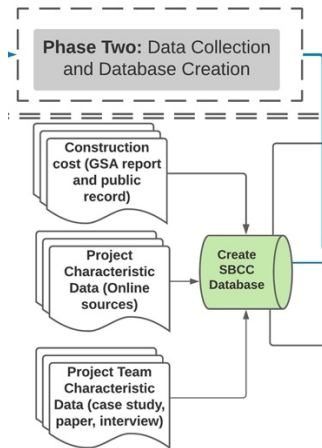 Phase Two: Data Collection
and Database Creation
Construction
cost (GSA report
and public
record)
Project
Characteristic
Data (Online
sources)
Project Team
Characteristic
Data (case study,
paper, interview)
Create
SBCC
Database